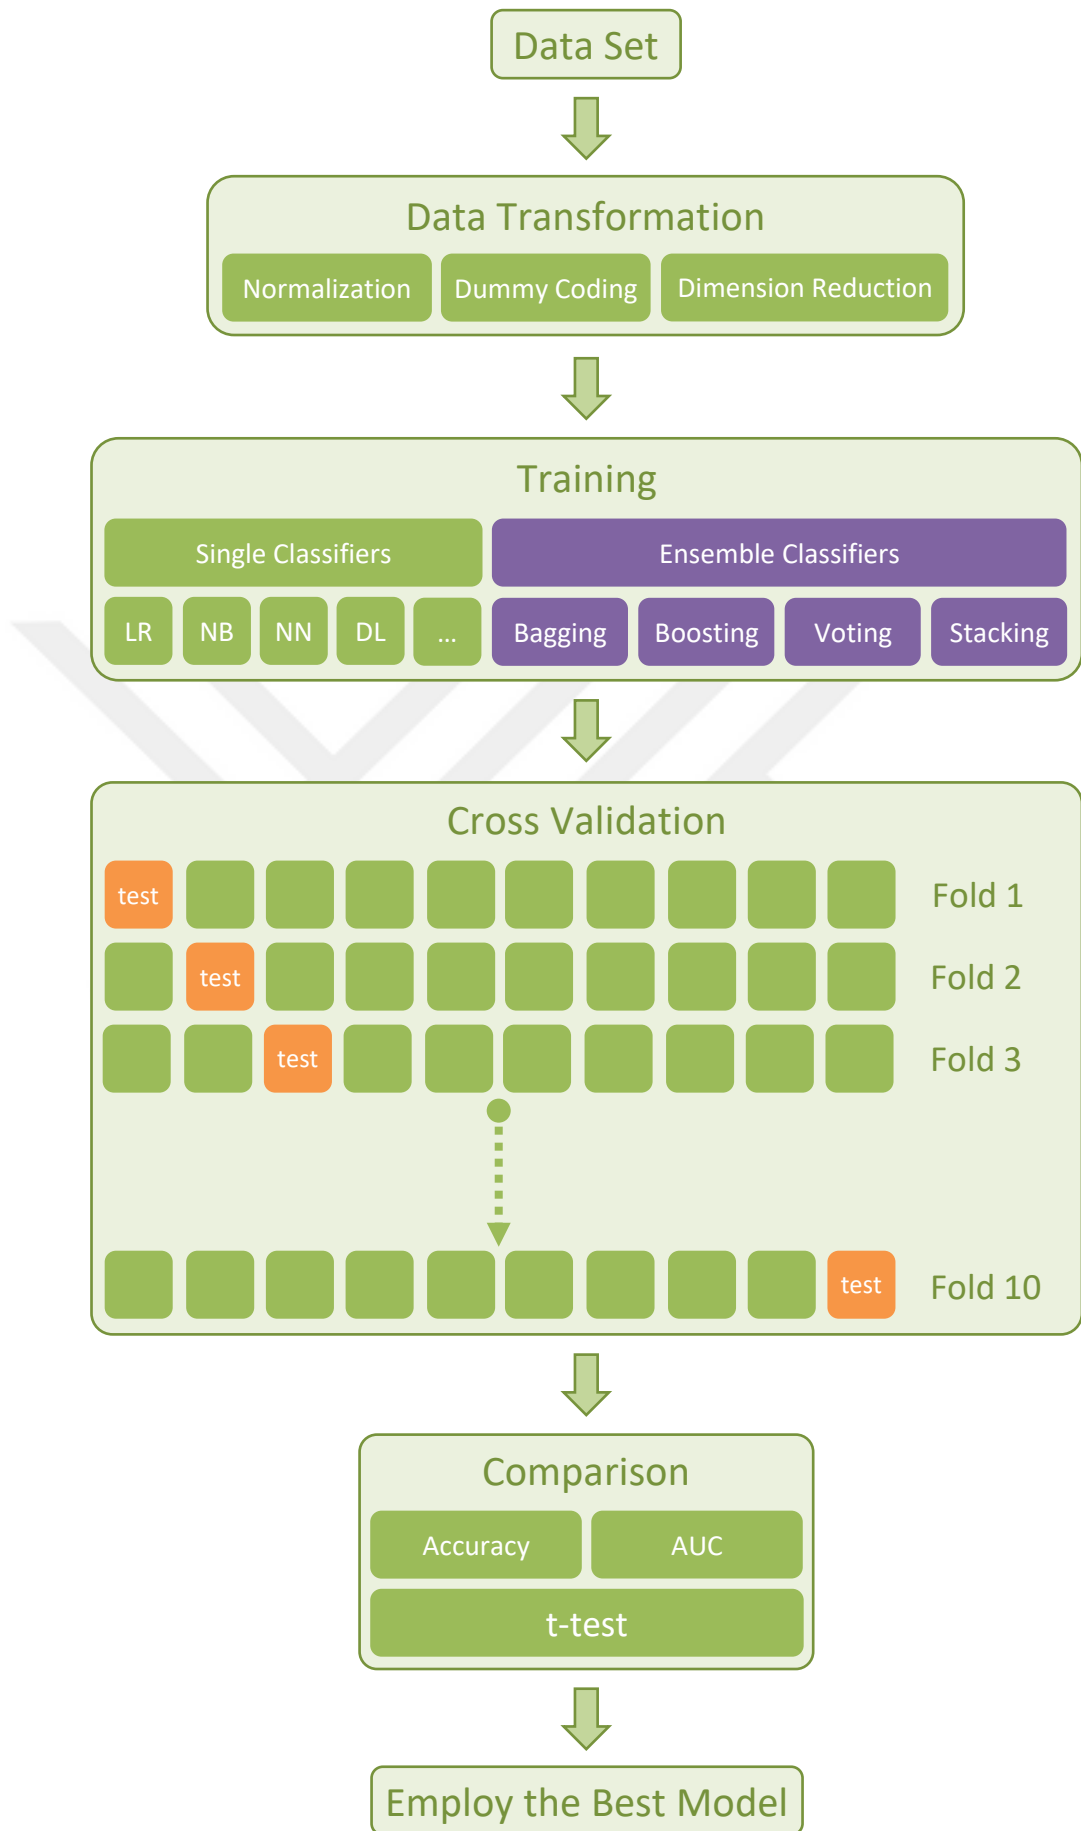 Data Set
Data Transformation
Normalization Dummy Coding Dimension Reduction
Training
Single Classifiers Ensemble Classifiers
LR NB NN DL ... Bagging Boosting Voting Stacking
Cross Validation
test Fold 1
test Fold 2
test Fold 3
test Fold 10
Comparison
Accuracy AUC
t-test
Employ the Best Model